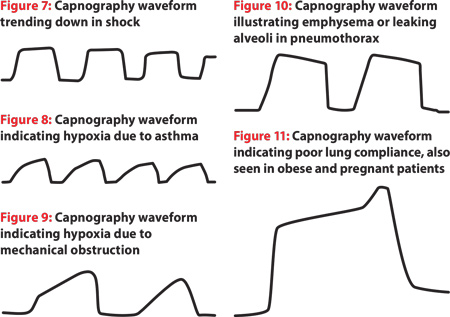 Figure 7: Capnography waveform
trending down in shock
Figure 8: Capnography waveform
indicating hypoxia due to asthma
Figure 9: Capnography waveform
indicating hypoxia due to
mechanical obstruction
Figure 10: Capnography waveform
illustrating emphysema or leaking
alveoli in pneumothorax
Figure 11: Capnography waveform
indicating poor lung compliance, also
seen in obese and pregnant patients